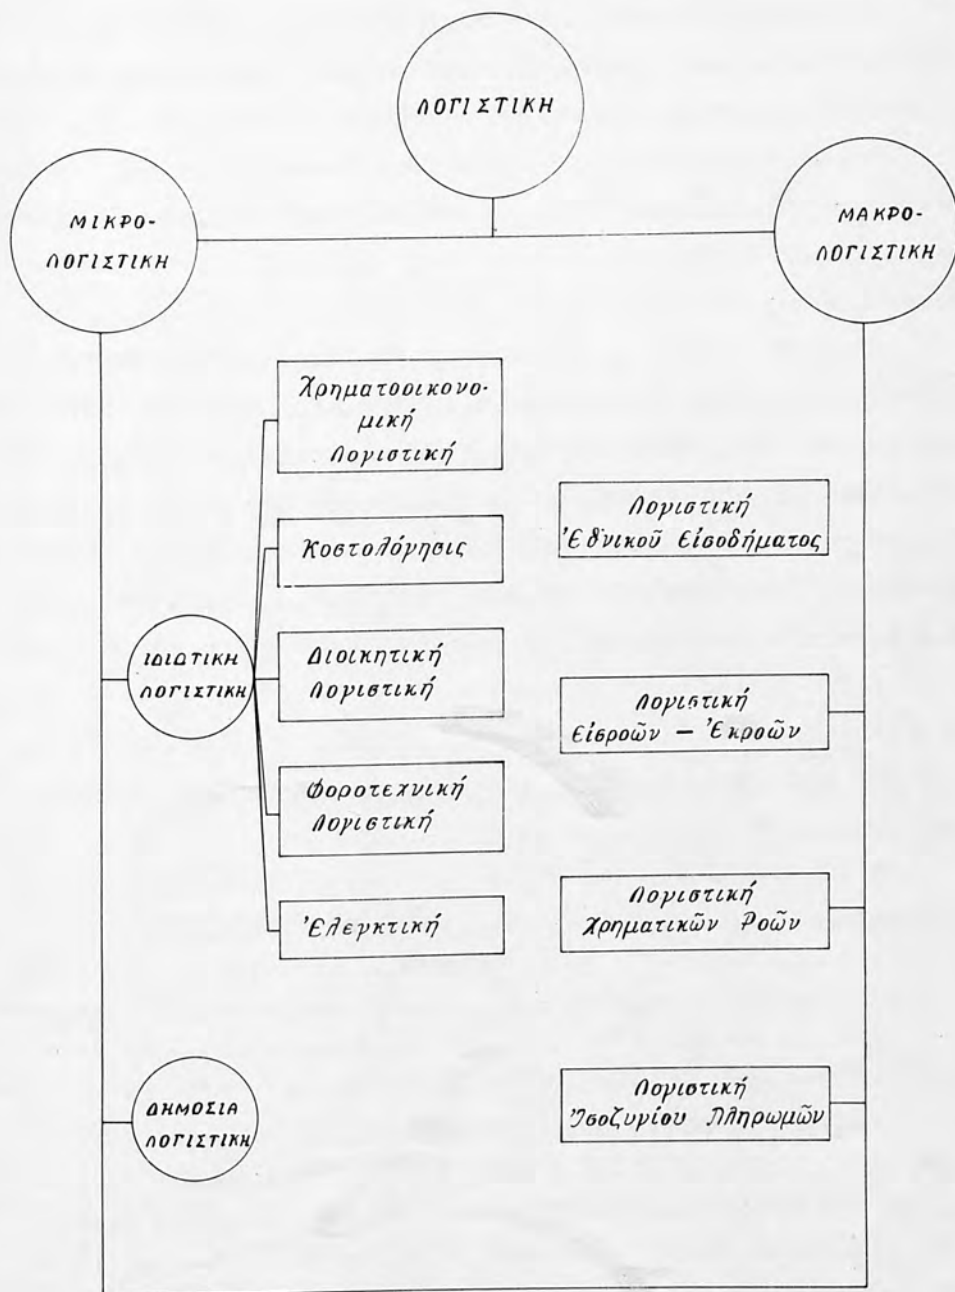 ΛΟΓΙΣΤΙΚΗ
ΜΙΚΡΟ-
ΛΟΓΙΣΤΙΚΗ
ΜΑΚΡΟ-
ΛΟΓΙΣΤΙΚΗ
Χρηματοοικονο-
μική
Λογιστική
Κοστολόγησις
ΙΔΙΩΤΙΚΗ
ΛΟΓΙΣΤΙΚΗ
Διοικητική
Λογιστική
Φοροτεχνική
Λογιστική
Ἐλεγκτική
ΔΗΜΟΣΙΑ
ΛΟΓΙΣΤΙΚΗ
Λογιστική
Ἐθνικοῦ Εἰσοδήματος
Λογιστική
Εἰσροῶν – Ἐκροῶν
Λογιστική
Χρηματικῶν Ροῶν
Λογιστική
Ἰσοζυγίου Πληρωμῶν